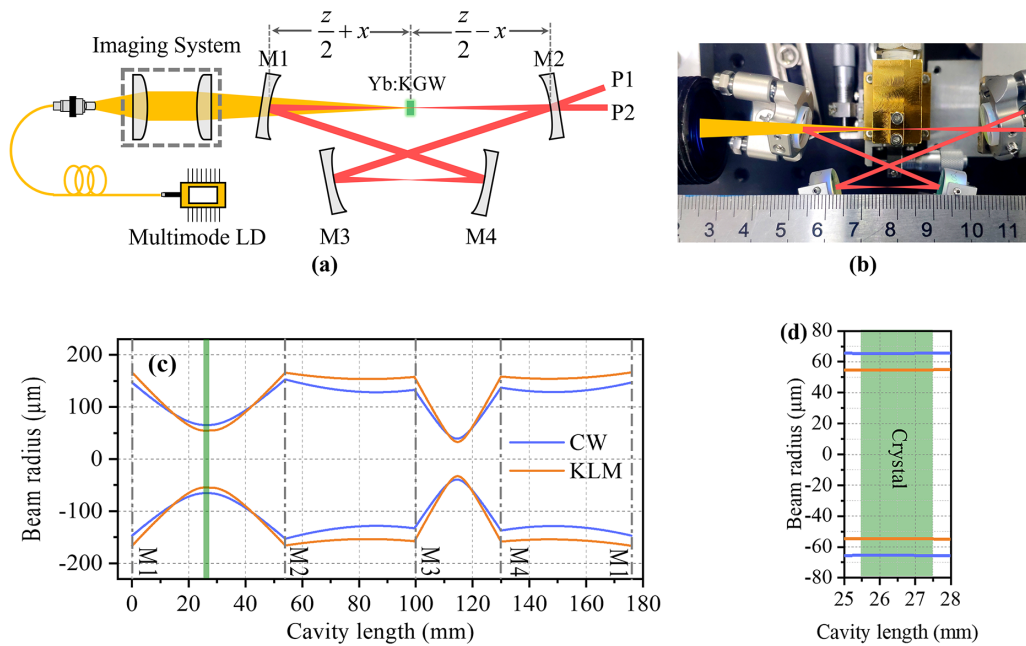 Imaging System
M1
z/2 + x
z/2 − x
M2
Yb:KGW
P1
P2
Multimode LD
M3
M4
(a)
3 4 5 6 7 8 9 10 11
(b)
(c)
Beam radius (μm)
200
100
0
-100
-200
CW
KLM
M1
M2
M3
M4
M1
0 20 40 60 80 100 120 140 160 180
Cavity length (mm)
(d)
Beam radius (μm)
80
60
40
20
0
-20
-40
-60
-80
Crystal
25 26 27 28
Cavity length (mm)